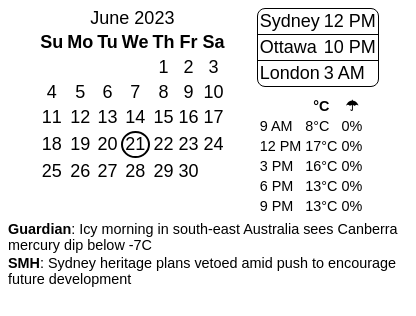 June 2023
Su Mo Tu We Th Fr Sa
1 2 3
4 5 6 7 8 9 10
11 12 13 14 15 16 17
18 19 20 21 22 23 24
25 26 27 28 29 30
Sydney 12 PM
Ottawa 10 PM
London 3 AM
°C ☂
9 AM 8°C 0%
12 PM 17°C 0%
3 PM 16°C 0%
6 PM 13°C 0%
9 PM 13°C 0%
Guardian: Icy morning in south-east Australia sees Canberra
mercury dip below -7C
SMH: Sydney heritage plans vetoed amid push to encourage
future development